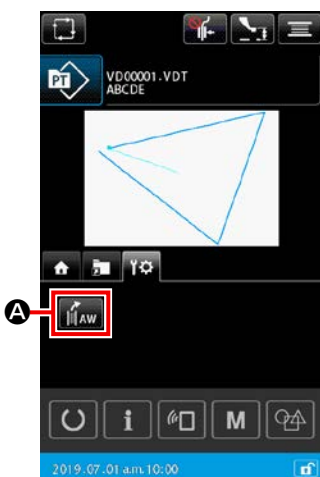 PT
VD00001.VDT
ABCDE
A
AW
i
M
2019.07.01 a.m.10:00